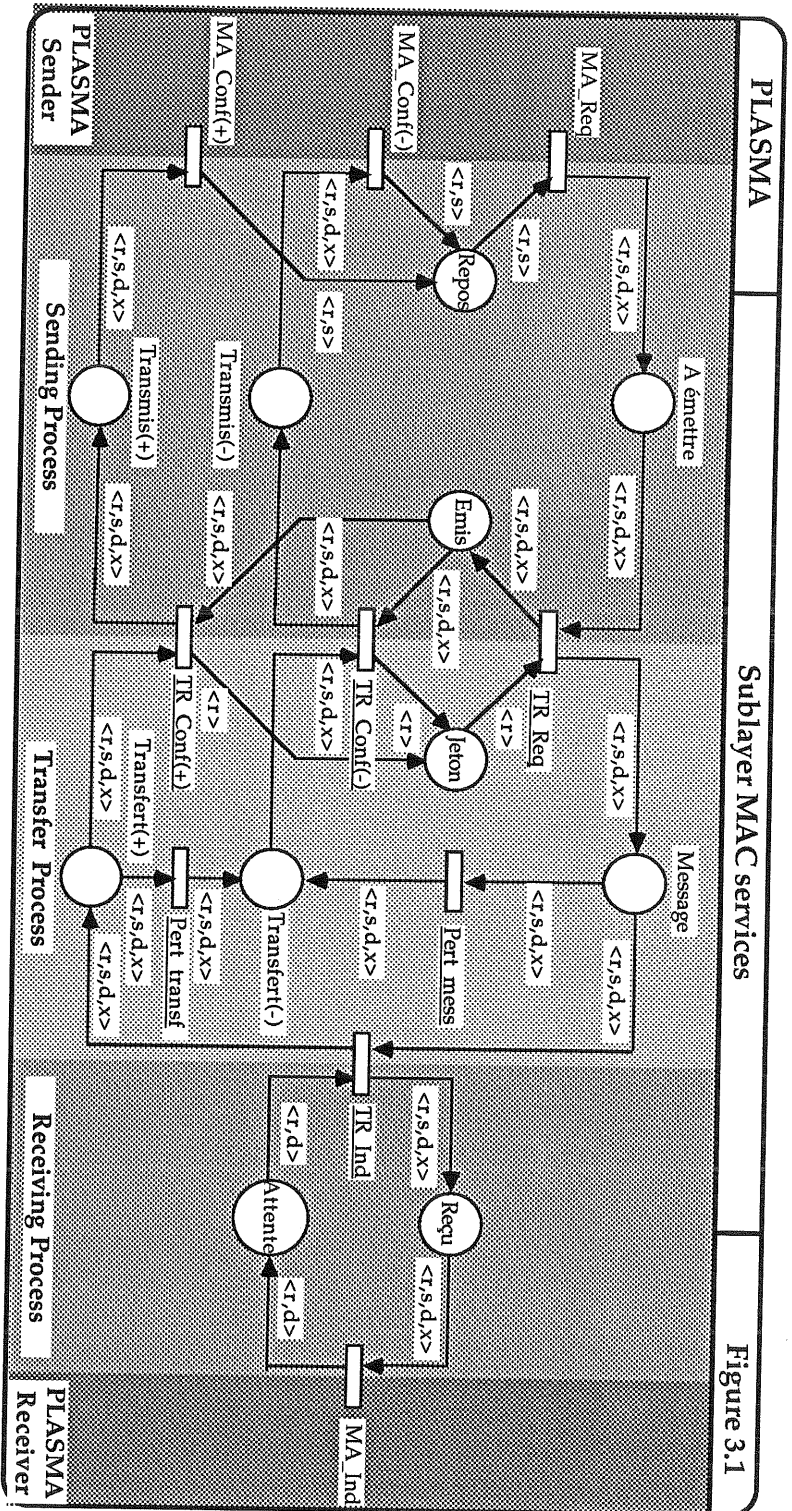 PLASMA
Sublayer MAC services
Figure 3.1
MA_Req
<r,s,d,x>
A émettre
<r,s,d,x>
<r,s,d,x>
Message
<r,s,d,x>
<r,s>
<r,s,d,x>
TR_Req
<r>
<r,s,d,x>
MA_Conf(-)
<r,s>
Repos
Emis
<r,s,d,x>
<r>
Jeton
Pert_mess
<r,s,d,x>
Reçu
<r,s,d,x>
<r,s,d,x>
<r,s>
<r,s,d,x>
<r,s,d,x>
TR_Conf(-)
<r,s,d,x>
TR_Ind
MA_Ind
Transmis(-)
<r,s,d,x>
Transfert(-)
<r,d>
Attente
<r,d>
MA_Conf(+)
<r>
TR_Conf(+)
<r,s,d,x>
Pert_transf
<r,s,d,x>
Transmis(+)
<r,s,d,x>
<r,s,d,x>
Transfert(+)
<r,s,d,x>
<r,s,d,x>
PLASMA
Sender
Sending Process
Transfer Process
Receiving Process
PLASMA
Receiver